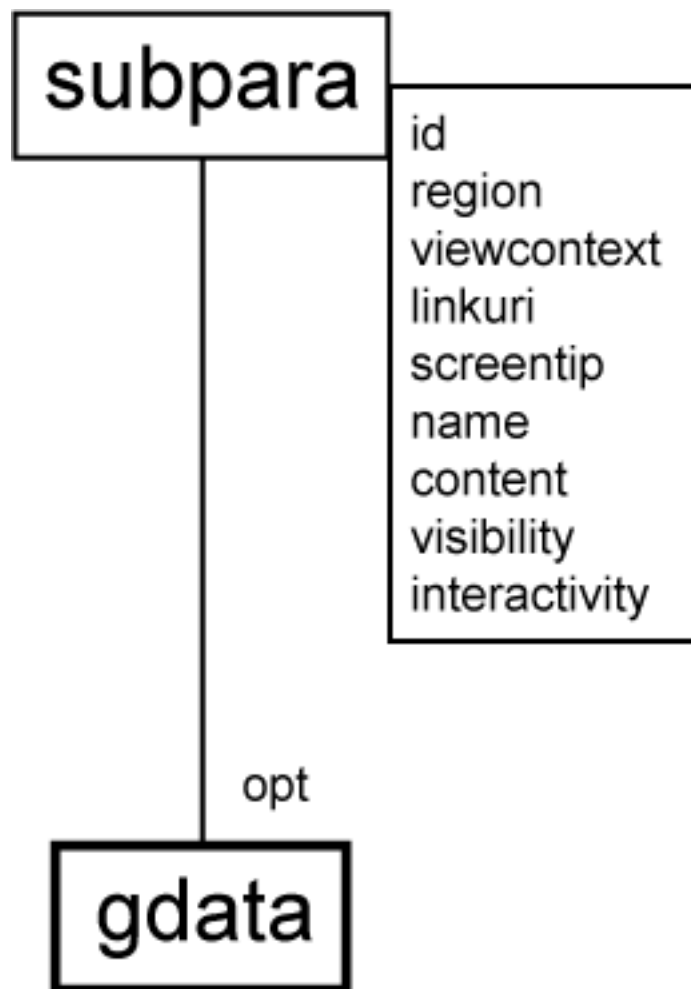 subpara
id
region
viewcontext
linkuri
screentip
name
content
visibility
interactivity
opt
gdata